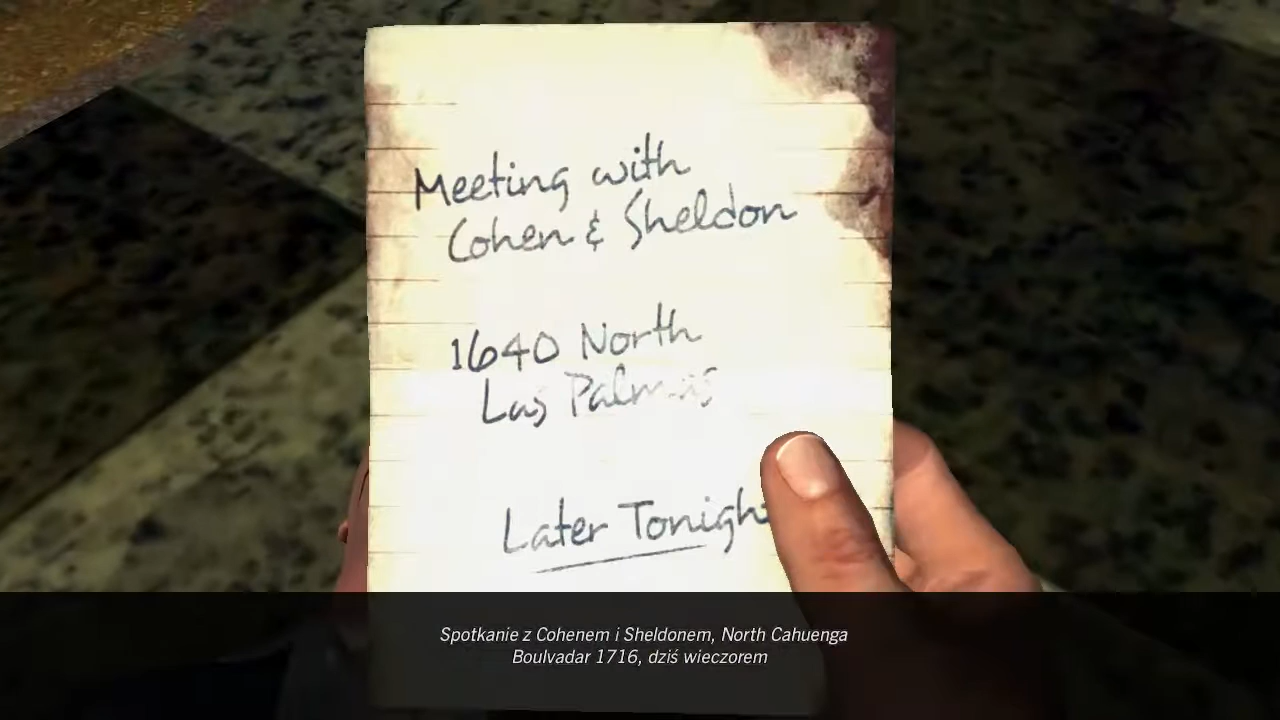 Meeting with
Cohen & Sheldon
1640 North
Las Palmas
Later Tonigh
Spotkanie z Cohenem i Sheldonem, North Cahuenga
Boulvadar 1716, dziś wieczorem